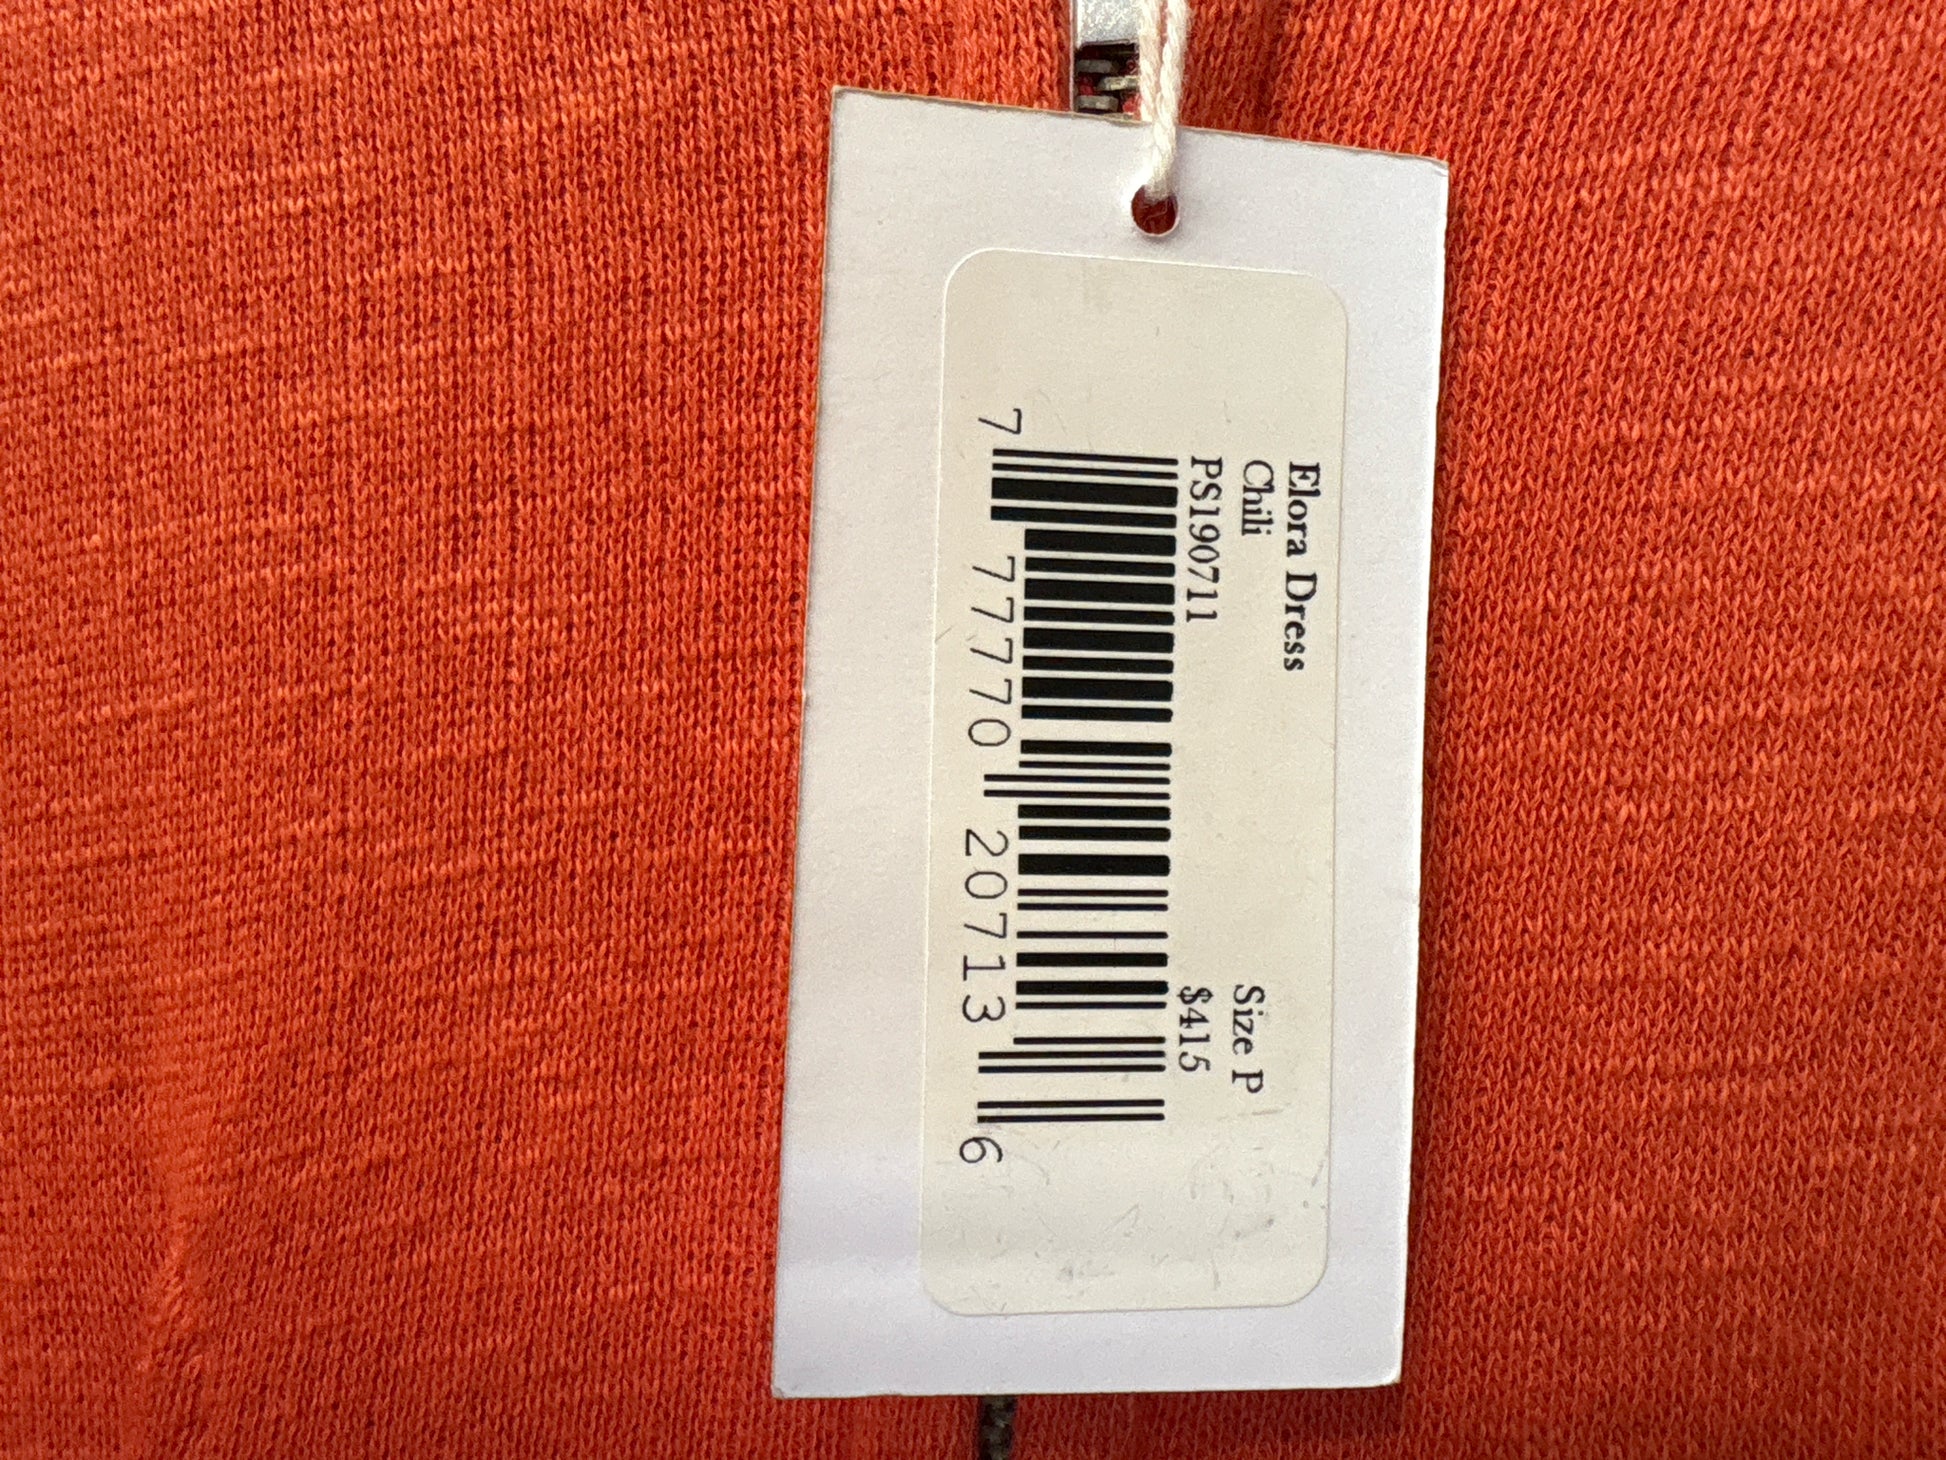 Elora Dress
Chili Size P
PS190711 $415
7 77770 20713 6